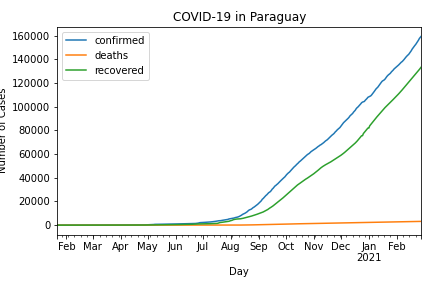 COVID-19 in Paraguay
confirmed
deaths
recovered
160000
140000
120000
100000
80000
60000
40000
20000
0
Number of Cases
Feb Mar Apr May Jun Jul Aug Sep Oct Nov Dec Jan Feb
2021
Day